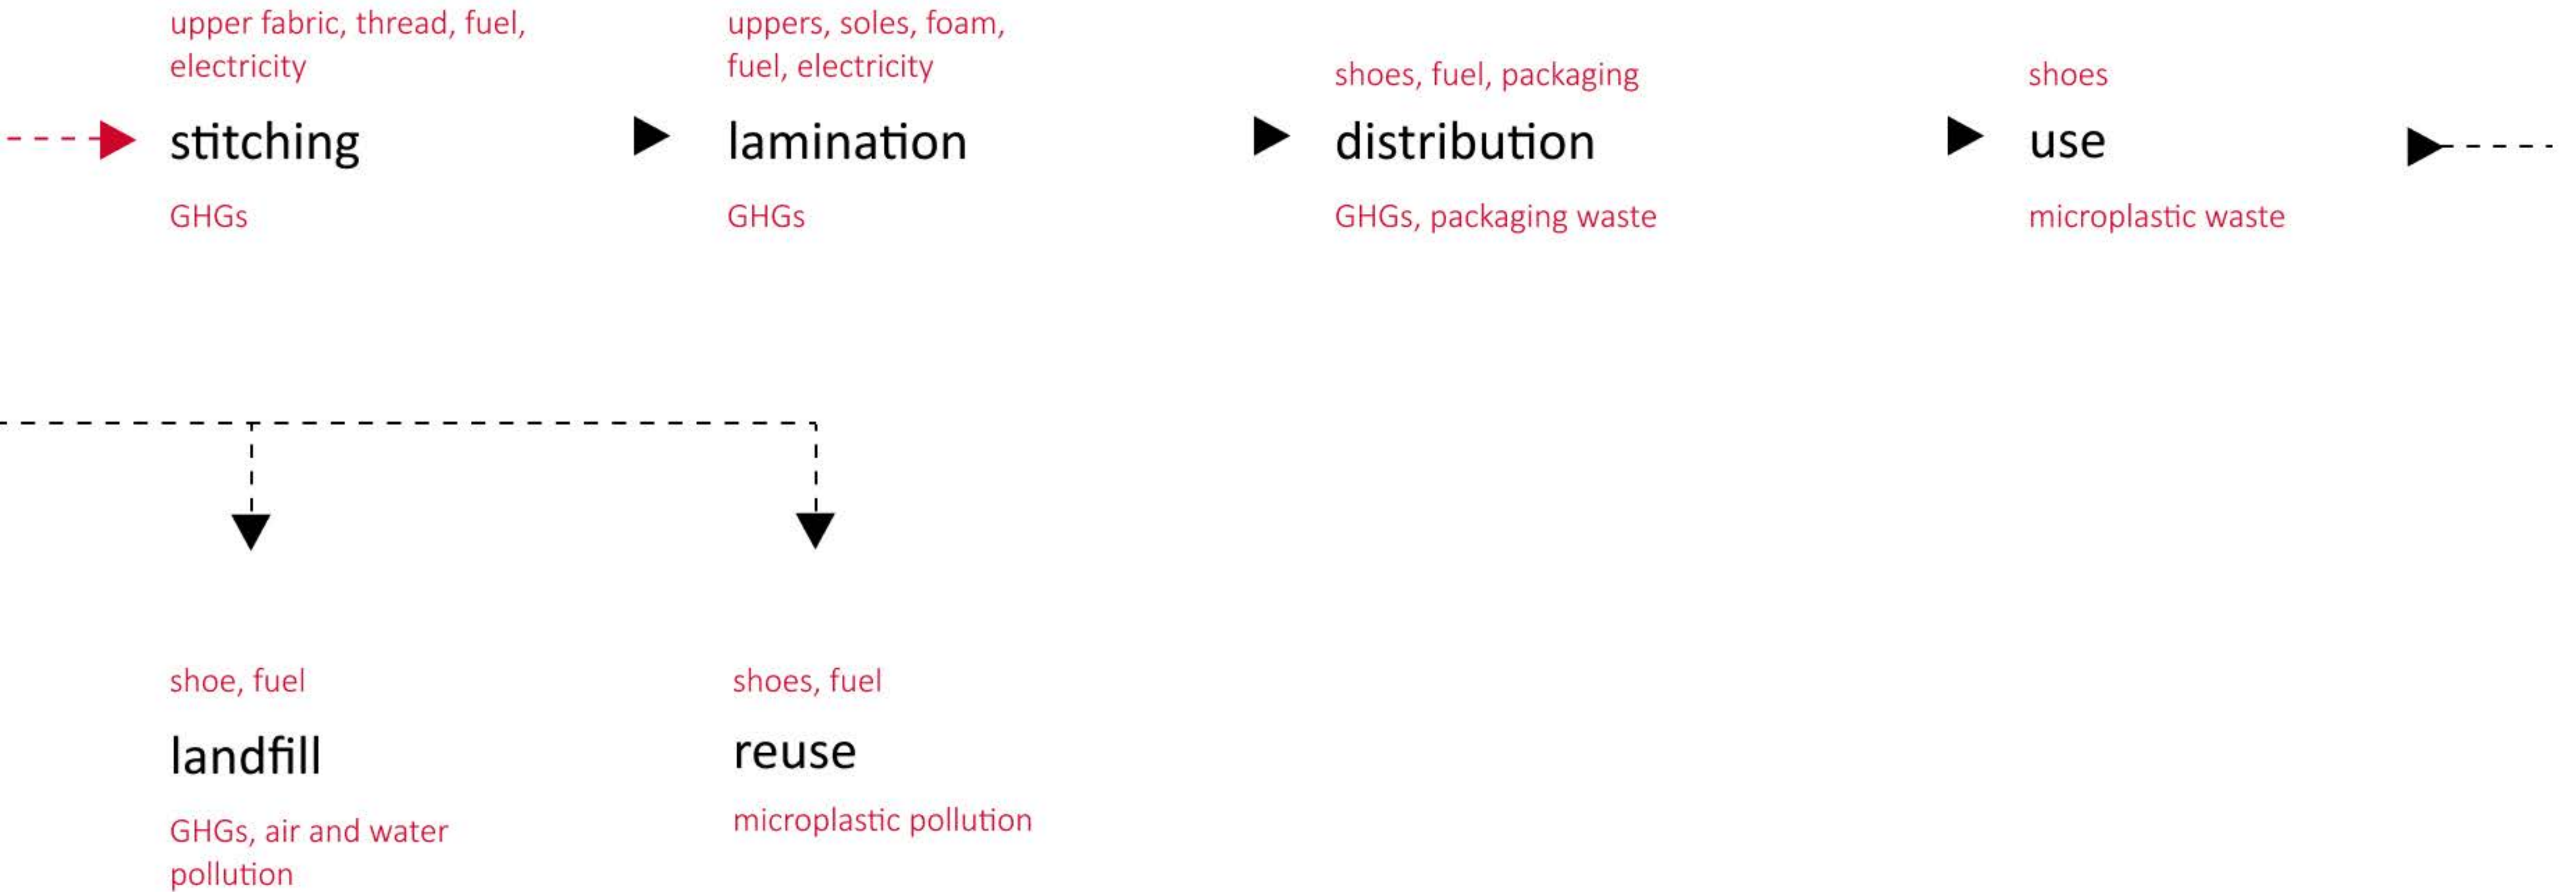 upper fabric, thread, fuel,
electricity
stitching
GHGs
uppers, soles, foam,
fuel, electricity
lamination
GHGs
shoes, fuel, packaging
distribution
GHGs, packaging waste
shoes
use
microplastic waste
shoe, fuel
landfill
GHGs, air and water
pollution
shoes, fuel
reuse
microplastic pollution